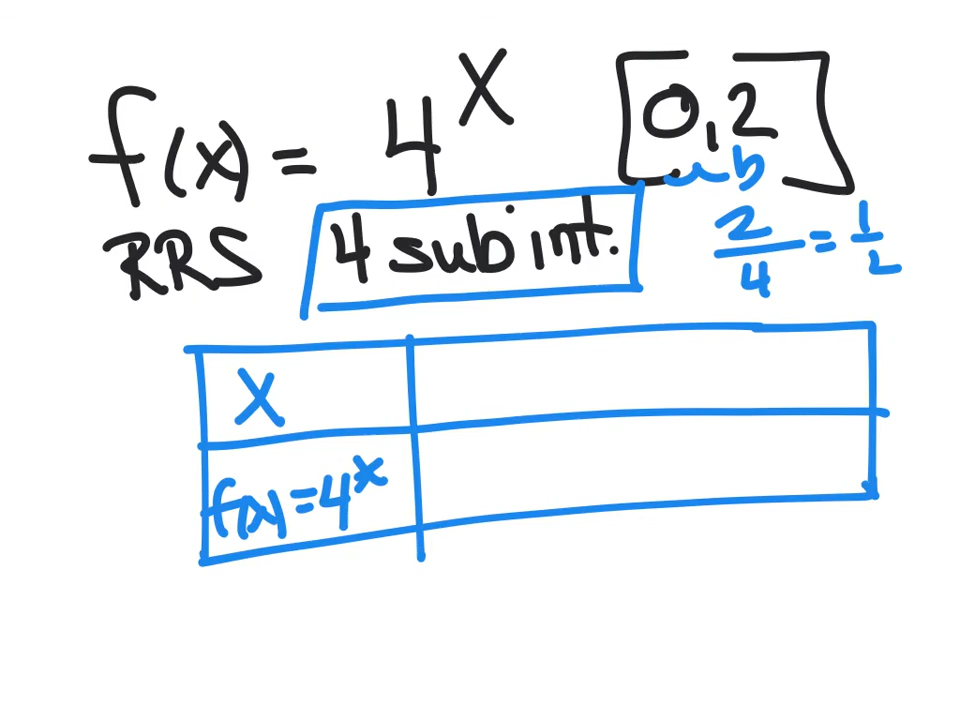 f(x) = 4^x [0,2]
a b
RRS 4 subint. 2/4 = 1/2
x
f(x) = 4^x